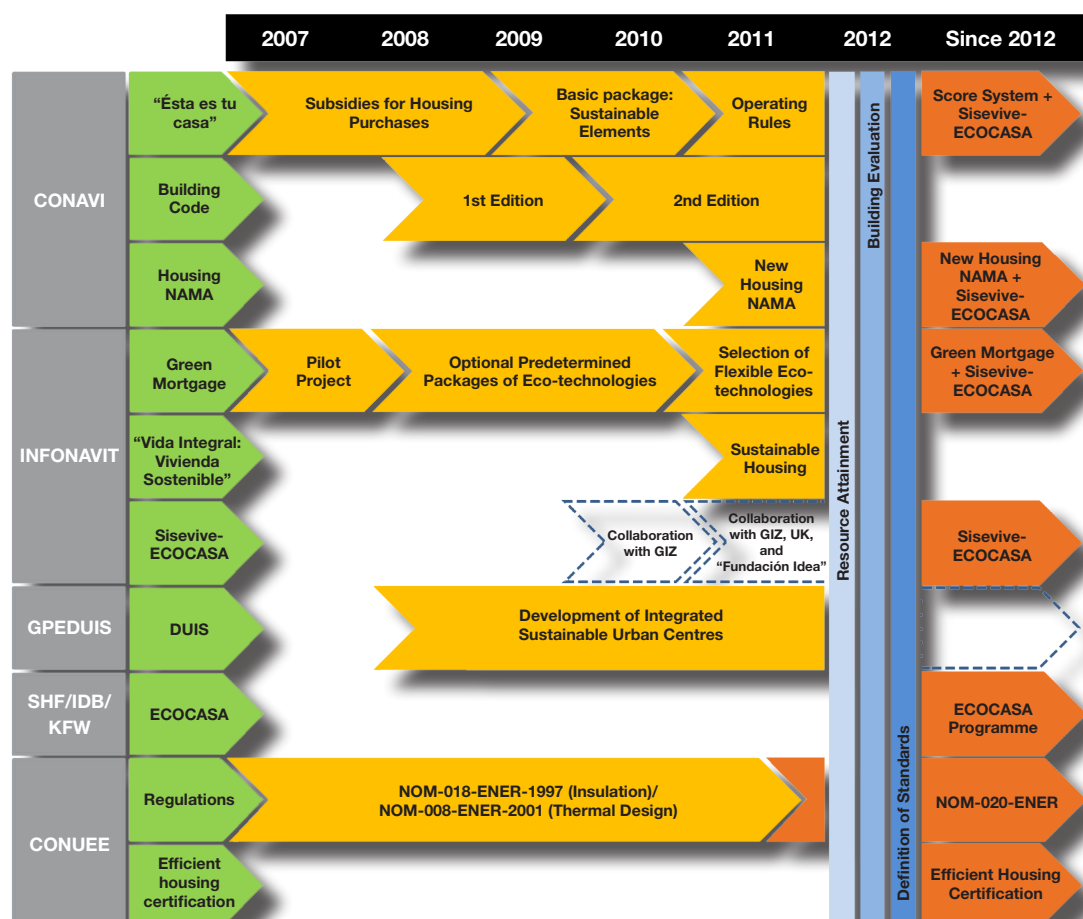 2007 2008 2009 2010 2011 2012 Since 2012
CONAVI
“Ésta es tu
casa”
Subsidies for Housing
Purchases
Basic package:
Sustainable
Elements
Operating
Rules
Score System +
Sisevive-
ECOCASA
Building
Code
1st Edition
2nd Edition
Housing
NAMA
New
Housing
NAMA
New Housing
NAMA +
Sisevive-
ECOCASA
INFONAVIT
Green
Mortgage
Pilot
Project
Optional Predetermined
Packages of Eco-technologies
Selection of
Flexible Eco-
technologies
Green Mortgage
+ Sisevive-
ECOCASA
“Vida Integral:
Vivienda
Sostenible”
Sustainable
Housing
Sisevive-
ECOCASA
Collaboration
with GIZ
Collaboration
with GIZ, UK,
and
“Fundación Idea”
Sisevive-
ECOCASA
GPEDUIS
DUIS
Development of Integrated
Sustainable Urban Centres
SHF/IDB/
KFW
ECOCASA
ECOCASA
Programme
CONUEE
Regulations
NOM-018-ENER-1997 (Insulation)/
NOM-008-ENER-2001 (Thermal Design)
NOM-020-ENER
Efficient
housing
certification
Efficient Housing
Certification
Resource Attainment
Building Evaluation
Definition of Standards